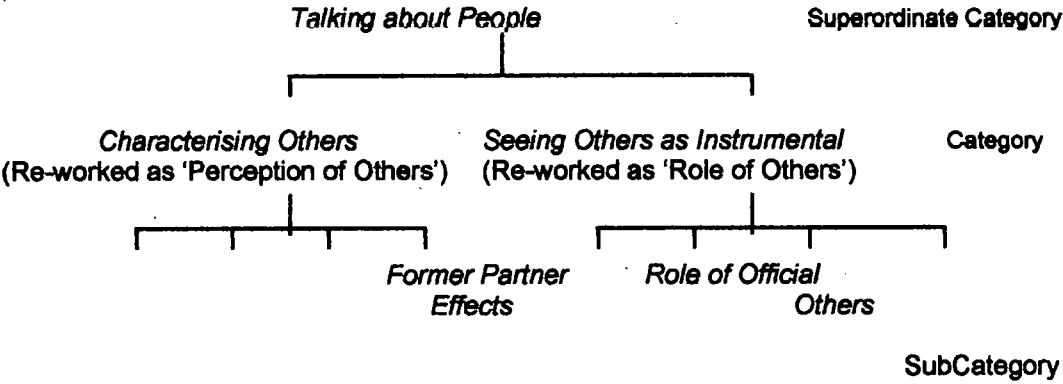 Talking about People Superordinate Category
Characterising Others Seeing Others as Instrumental Category
(Re-worked as 'Perception of Others') (Re-worked as 'Role of Others')
Former Partner Role of Official
Effects Others
SubCategory